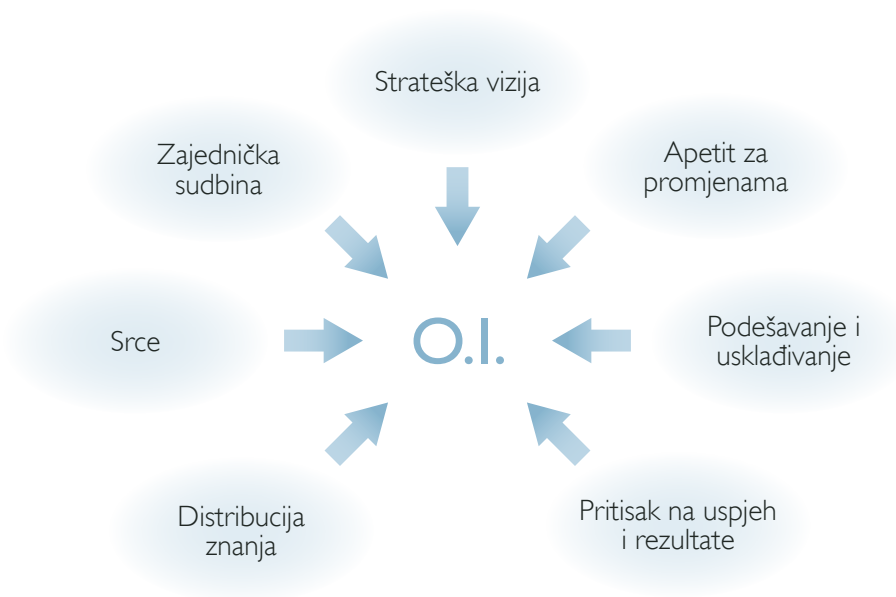 Strateška vizija
Zajednička
sudbina
Apetit za
promjenama
Srce
O.I.
Podešavanje i
usklađivanje
Distribucija
znanja
Pritisak na uspjeh
i rezultate